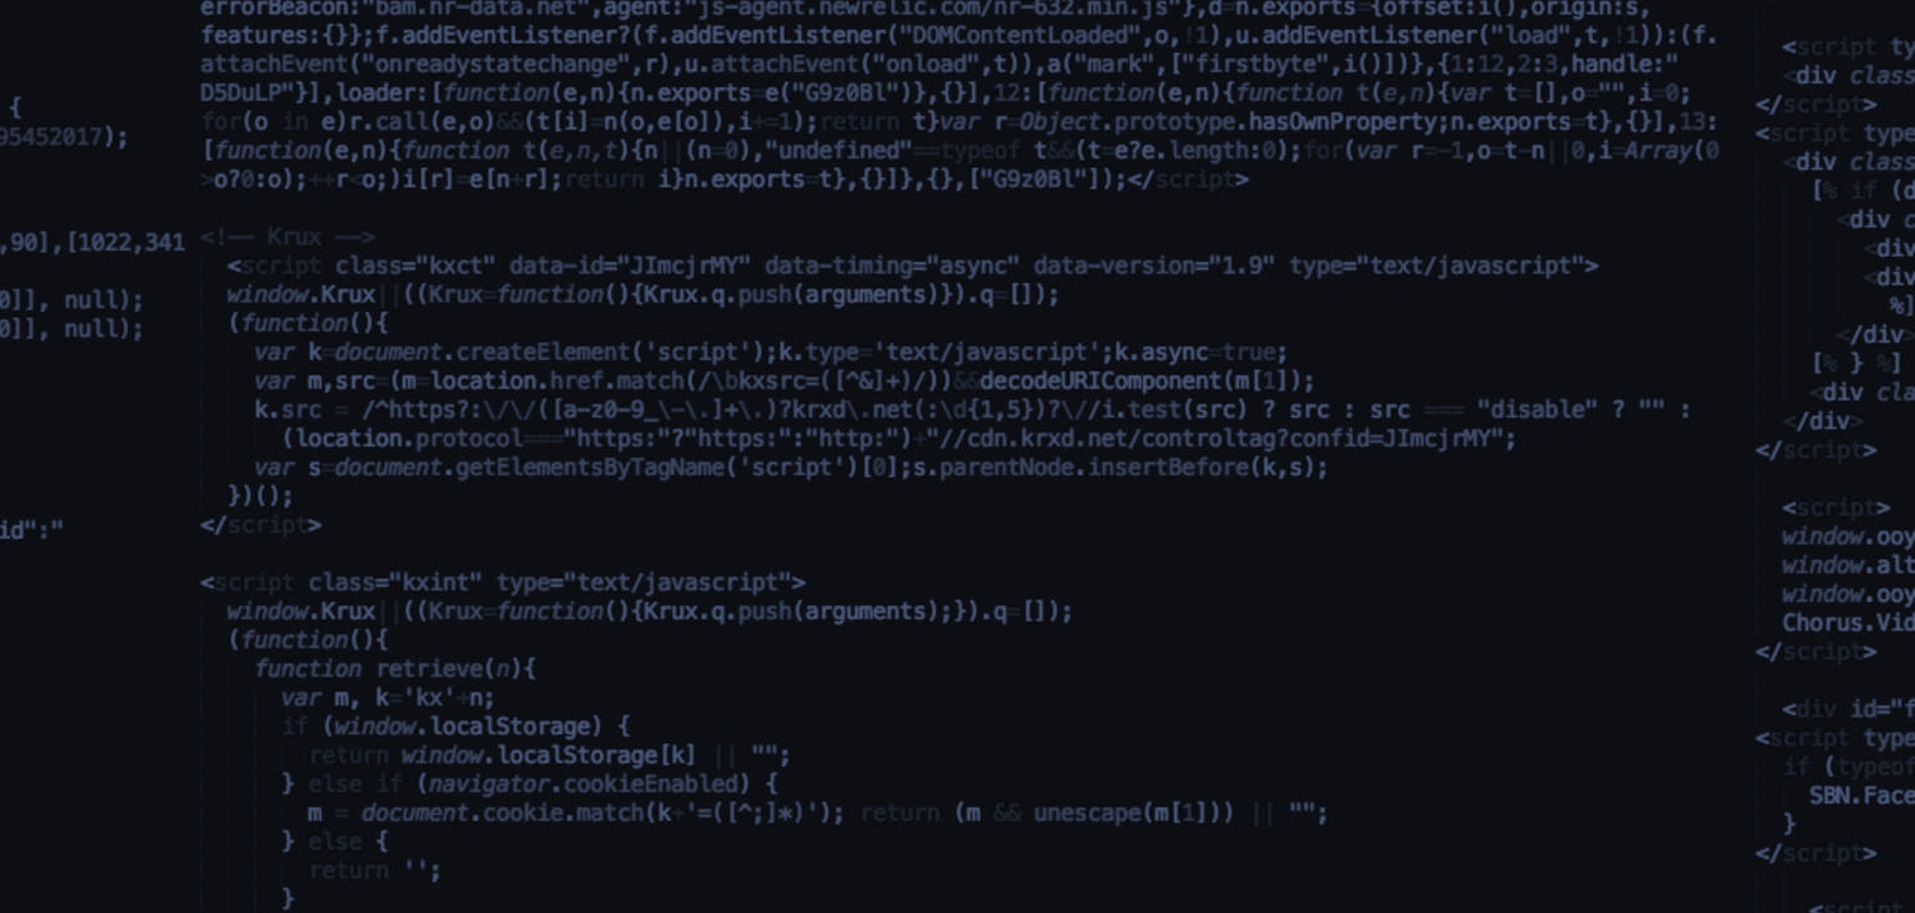 {
95452017);
,90],[1022,341
0]], null);
0]], null);
id":"
errorBeacon:"bam.nr-data.net",agent:"js-agent.newrelic.com/nr-632.min.js"},d=n.exports={offset:i(),origin:s,
features:{}};f.addEventListener?(f.addEventListener("DOMContentLoaded",o,!1),u.addEventListener("load",t,!1)):(f.
attachEvent("onreadystatechange",r),u.attachEvent("onload",t)),a("mark",["firstbyte",i()])},{1:12,2:3,handle:"
D5DuLP"}],loader:[function(e,n){n.exports=e("G9z0Bl")},{}],12:[function(e,n){function t(e,n){var t=[],o="",i=0;
for(o in e)r.call(e,o)&&(t[i]=n(o,e[o]),i+=1);return t}var r=Object.prototype.hasOwnProperty;n.exports=t},{}],13:
[function(e,n){function t(e,n,t){n||(n=0),"undefined"==typeof t&&(t=e?e.length:0);for(var r=-1,o=t-n||0,i=Array(0
>o?0:o);++r<o;)i[r]=e[n+r];return i}n.exports=t},{}]},{},["G9z0Bl"]);</script>
<!-- Krux -->
<script class="kxct" data-id="JImcjrMY" data-timing="async" data-version="1.9" type="text/javascript">
window.Krux||((Krux=function(){Krux.q.push(arguments)}).q=[]);
(function(){
var k=document.createElement('script');k.type='text/javascript';k.async=true;
var m,src=(m=location.href.match(/\bkxsrc=([^&]+)/))&&decodeURIComponent(m[1]);
k.src = /^https?:\/\/([a-z0-9_\-\.]+\.)?krxd\.net(:\d{1,5})?\//i.test(src) ? src : src === "disable" ? "" :
(location.protocol==="https:"?"https:":"http:")+"//cdn.krxd.net/controltag?confid=JImcjrMY";
var s=document.getElementsByTagName('script')[0];s.parentNode.insertBefore(k,s);
})();
</script>
<script class="kxint" type="text/javascript">
window.Krux||((Krux=function(){Krux.q.push(arguments);}).q=[]);
(function(){
function retrieve(n){
var m, k='kx'+n;
if (window.localStorage) {
return window.localStorage[k] || "";
} else if (navigator.cookieEnabled) {
m = document.cookie.match(k+'=([^;]*)'); return (m && unescape(m[1])) || "";
} else {
return '';
}
<script ty
<div class
</script>
<script type
<div class
[% if (d
<div c
<div
<div
%]
</div>
[% } %]
<div cla
</div>
</script>
<script>
window.ooy
window.alt
window.ooy
Chorus.Vid
</script>
<div id="f
<script type
if (typeof
SBN.Face
}
</script>
<script